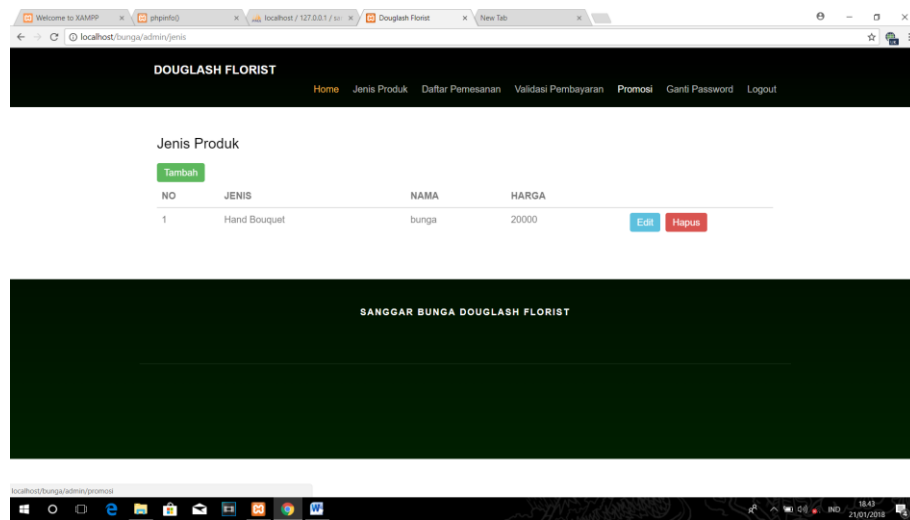 Welcome to XAMPP
phpinfo()
localhost / 127.0.0.1 /
Douglash Florist
New Tab
localhost/bunga/admin/jenis
DOUGLASH FLORIST
Home Jenis Produk Daftar Pemesanan Validasi Pembayaran Promosi Ganti Password Logout
Jenis Produk
Tambah
NO JENIS NAMA HARGA
1 Hand Bouquet bunga 20000 Edit Hapus
SANGGAR BUNGA DOUGLASH FLORIST
localhost/bunga/admin/promosi
IND
18.43
21/01/2018